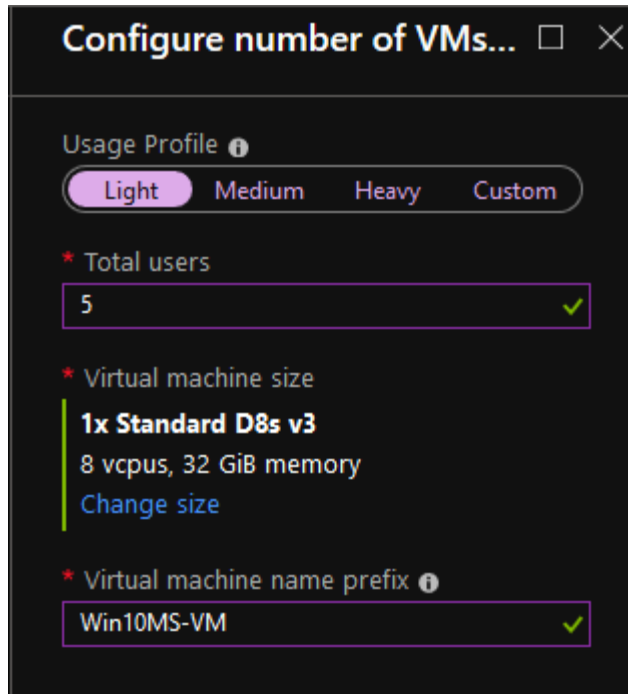 Configure number of VMs...
Usage Profile
Light Medium Heavy Custom
* Total users
5
* Virtual machine size
1x Standard D8s v3
8 vcpus, 32 GiB memory
Change size
* Virtual machine name prefix
Win10MS-VM